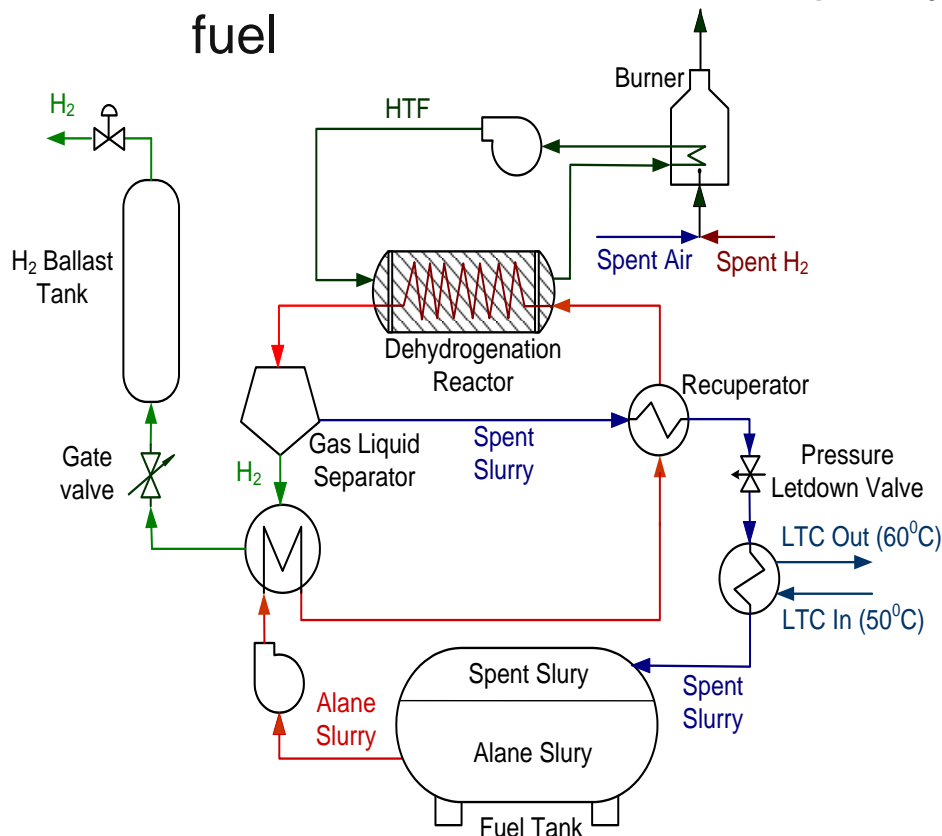 fuel
Burner
H₂
HTF
H₂ Ballast
Tank
Spent Air
Spent H₂
Dehydrogenation
Reactor
Recuperator
Gas Liquid
Separator
Spent
Slurry
H₂
Gate
valve
Pressure
Letdown Valve
LTC Out (60⁰C)
LTC In (50⁰C)
Spent Slury
Spent
Slurry
Alane
Slurry
Alane Slury
Fuel Tank